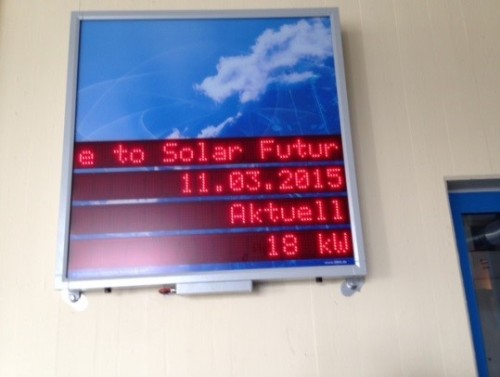 e to Solar Futur
11.03.2015
Aktuell
18 kW